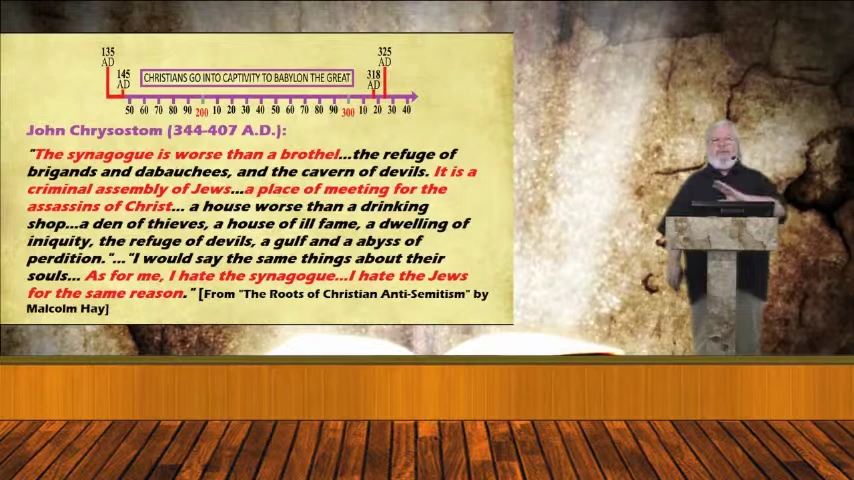 135
AD
325
AD
145
AD
318
AD
CHRISTIANS GO INTO CAPTIVITY TO BABYLON THE GREAT
50 60 70 80 90 200 10 20 30 40 50 60 70 80 90 300 10 20 30 40
John Chrysostom (344-407 A.D.):
"The synagogue is worse than a brothel...the refuge of
brigands and dabauchees, and the cavern of devils. It is a
criminal assembly of Jews...a place of meeting for the
assassins of Christ... a house worse than a drinking
shop...a den of thieves, a house of ill fame, a dwelling of
iniquity, the refuge of devils, a gulf and a abyss of
perdition."..."I would say the same things about their
souls... As for me, I hate the synagogue...I hate the Jews
for the same reason." [From "The Roots of Christian Anti-Semitism" by
Malcolm Hay]